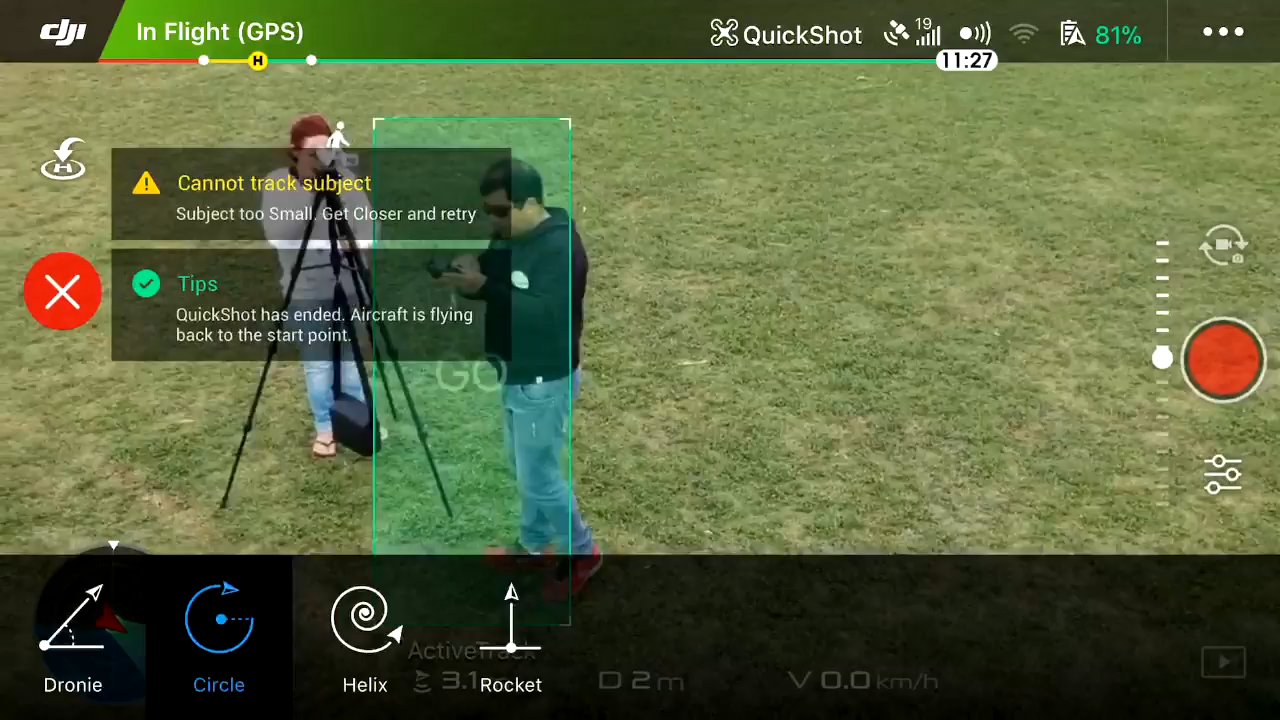 dji
In Flight (GPS)
QuickShot
19
81%
H
11:27
H
Cannot track subject
Subject too Small. Get Closer and retry
Tips
QuickShot has ended. Aircraft is flying
back to the start point.
GO
Dronie
Circle
Helix
Rocket
ActiveTrack
3.1
D 2 m
V 0.0 km/h